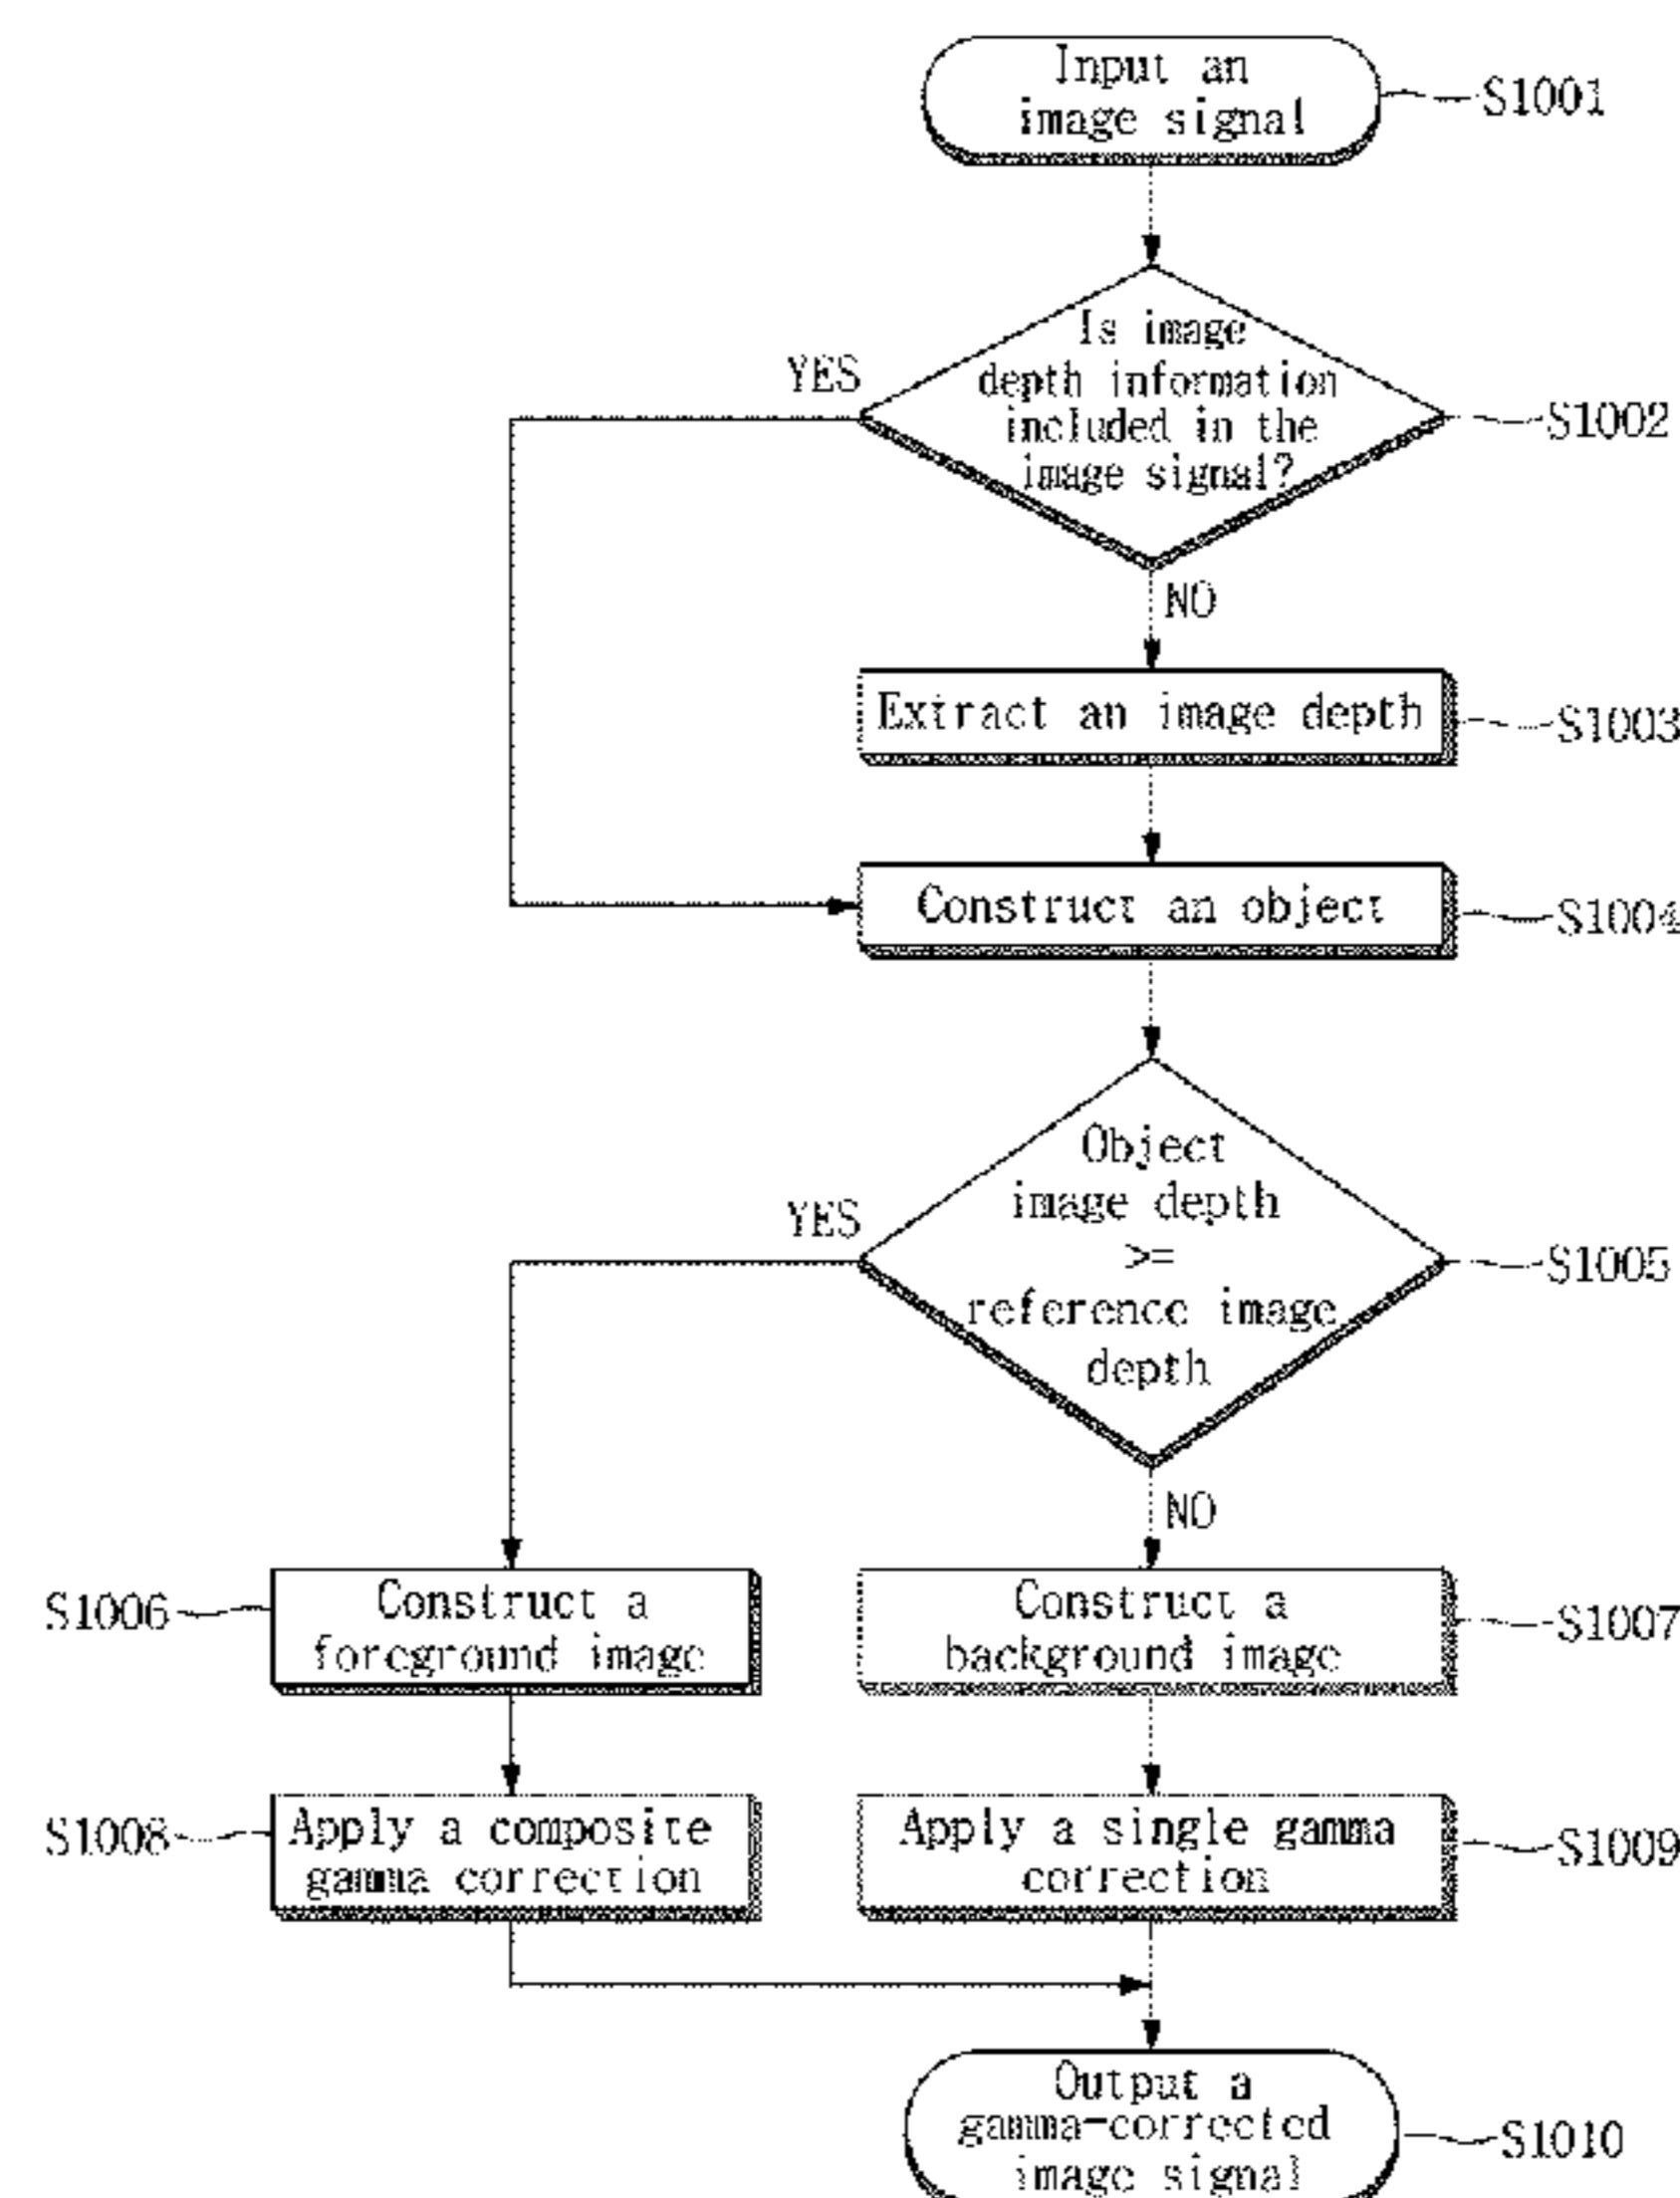 Input an
image signal
S1001
Is image
depth information
included in the
image signal?
S1002
YES
NO
Extract an image depth
S1003
Construct an object
S1004
Object
image depth
>=
reference image
depth
S1005
YES
NO
S1006
Construct a
foreground image
Construct a
background image
S1007
S1008
Apply a composite
gamma correction
Apply a single gamma
correction
S1009
Output a
gamma-corrected
image signal
S1010